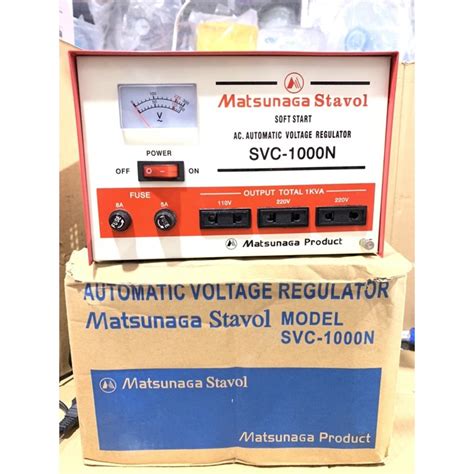 V
Matsunaga Stavol
SOFT START
AC. AUTOMATIC VOLTAGE REGULATOR
SVC-1000N
POWER
OFF ON
FUSE
8A 5A
OUTPUT TOTAL 1KVA
110V 220V 220V
Matsunaga Product
AUTOMATIC VOLTAGE REGULATOR
Matsunaga Stavol MODEL
SVC-1000N
Matsunaga Stavol
Matsunaga Product